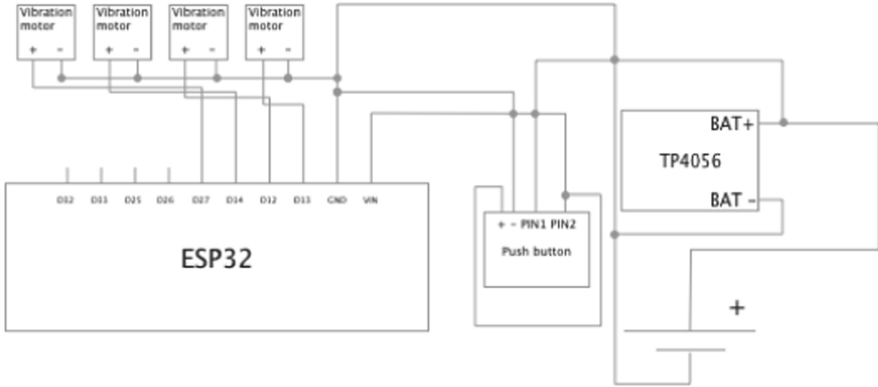 Vibration
motor
+ -
Vibration
motor
+ -
Vibration
motor
+ -
Vibration
motor
+ -
BAT+
TP4056
BAT -
D32 D33 D25 D26 D27 D14 D12 D13 GND VIN
ESP32
+ - PIN1 PIN2
Push button
+